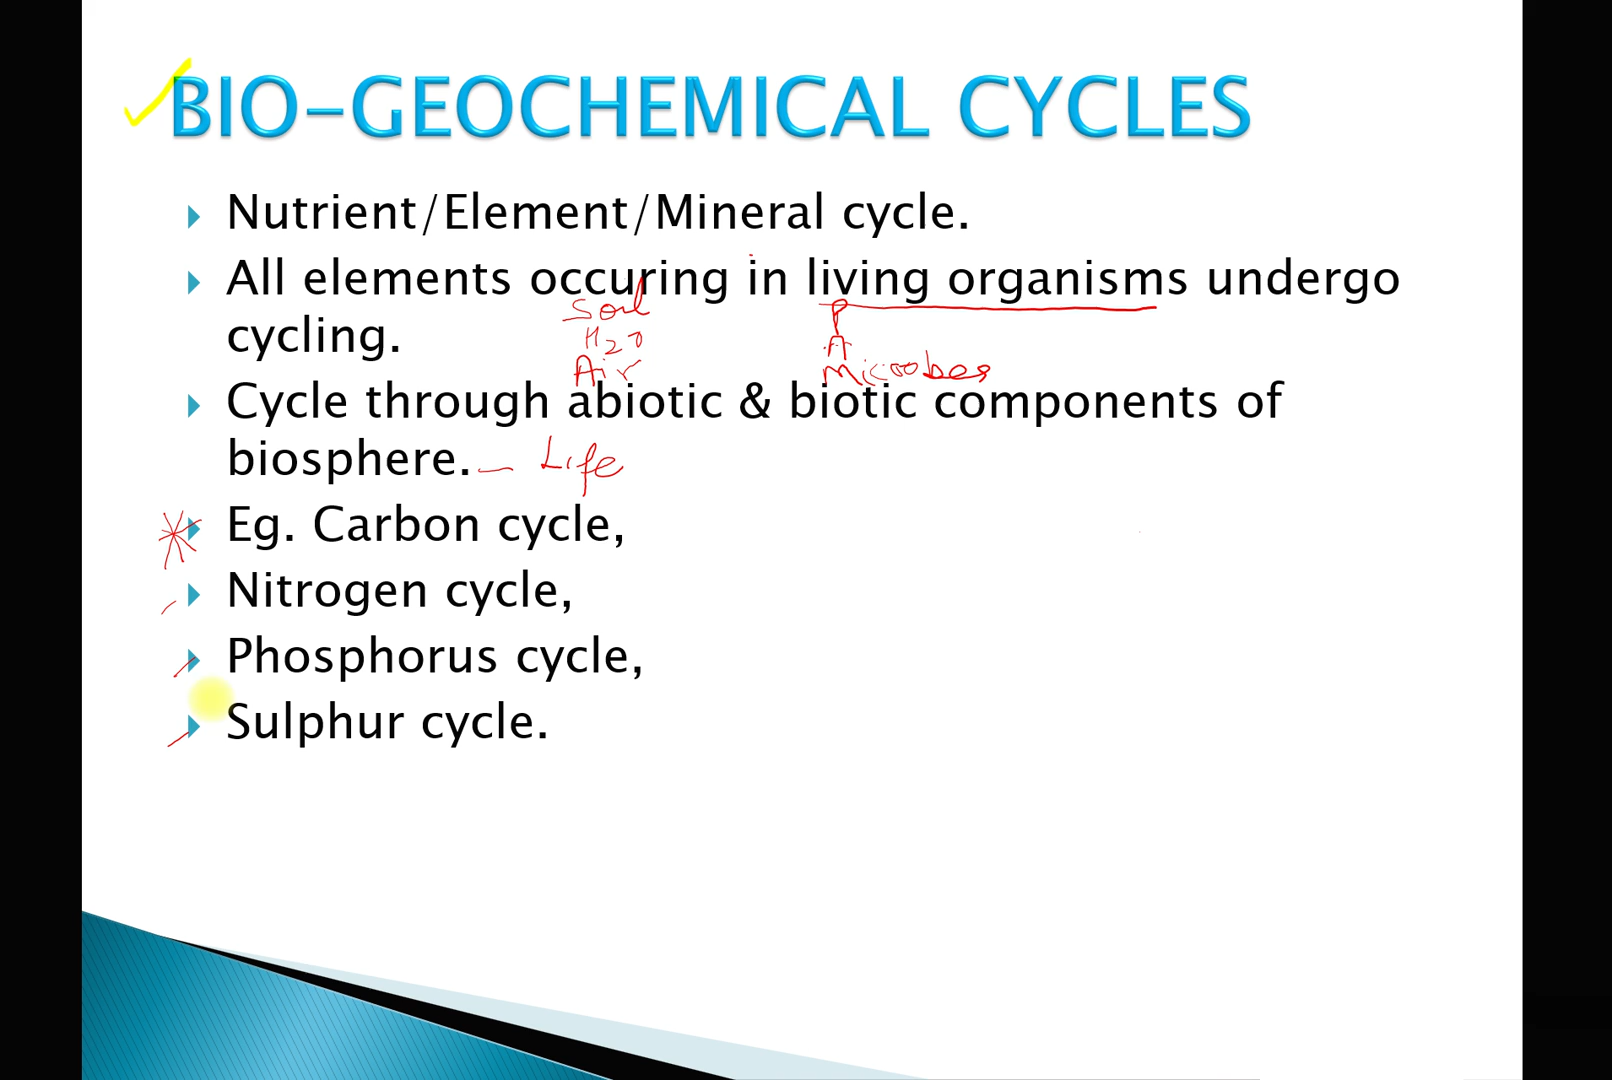 BIO-GEOCHEMICAL CYCLES
Nutrient/Element/Mineral cycle.
All elements occuring in living organisms undergo
cycling.
Soil
H2O
Air
P
A
Microbes
Cycle through abiotic & biotic components of
biosphere. - Life
Eg. Carbon cycle,
Nitrogen cycle,
Phosphorus cycle,
Sulphur cycle.